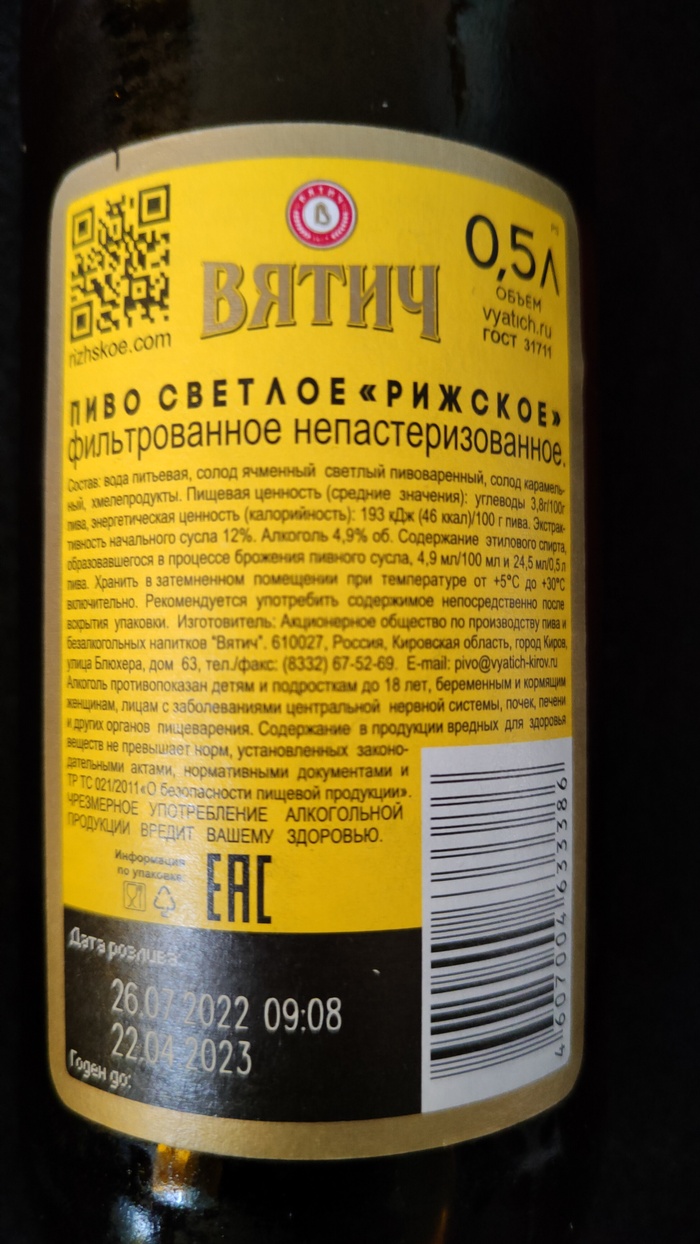 ВЯТИЧ
ВЯТИЧ
0,5Л
ОБЪЕМ
vyatich.ru
ГОСТ 31711
rizhskoe.com
ПИВО СВЕТЛОЕ «РИЖСКОЕ»
фильтрованное непастеризованное.
Состав: вода питьевая, солод ячменный светлый пивоваренный, солод карамель-
ный, хмелепродукты. Пищевая ценность (средние значения): углеводы 3,8г/100г
пива, энергетическая ценность (калорийность): 193 кДж (46 ккал)/100 г пива. Экстрак-
тивность начального сусла 12%. Алкоголь 4,9% об. Содержание этилового спирта,
образовавшегося в процессе брожения пивного сусла, 4,9 мл/100 мл и 24,5 мл/0,5 л
пива. Хранить в затемненном помещении при температуре от +5°С до +30°С
включительно. Рекомендуется употребить содержимое непосредственно после
вскрытия упаковки. Изготовитель: Акционерное общество по производству пива и
безалкогольных напитков "Вятич". 610027, Россия, Кировская область, город Киров,
улица Блюхера, дом 63, тел./факс: (8332) 67-52-69. E-mail: pivo@vyatich-kirov.ru
Алкоголь противопоказан детям и подросткам до 18 лет, беременным и кормящим
женщинам, лицам с заболеваниями центральной нервной системы, почек, печени
и других органов пищеварения. Содержание в продукции вредных для здоровья
веществ не превышает норм, установленных законо-
дательными актами, нормативными документами и
ТР ТС 021/2011«О безопасности пищевой продукции».
ЧРЕЗМЕРНОЕ УПОТРЕБЛЕНИЕ АЛКОГОЛЬНОЙ
ПРОДУКЦИИ ВРЕДИТ ВАШЕМУ ЗДОРОВЬЮ.
Информация
по упаковке:
EAC
Дата розлива:
26.07.2022 09:08
22.04.2023
Годен до:
4607004633386